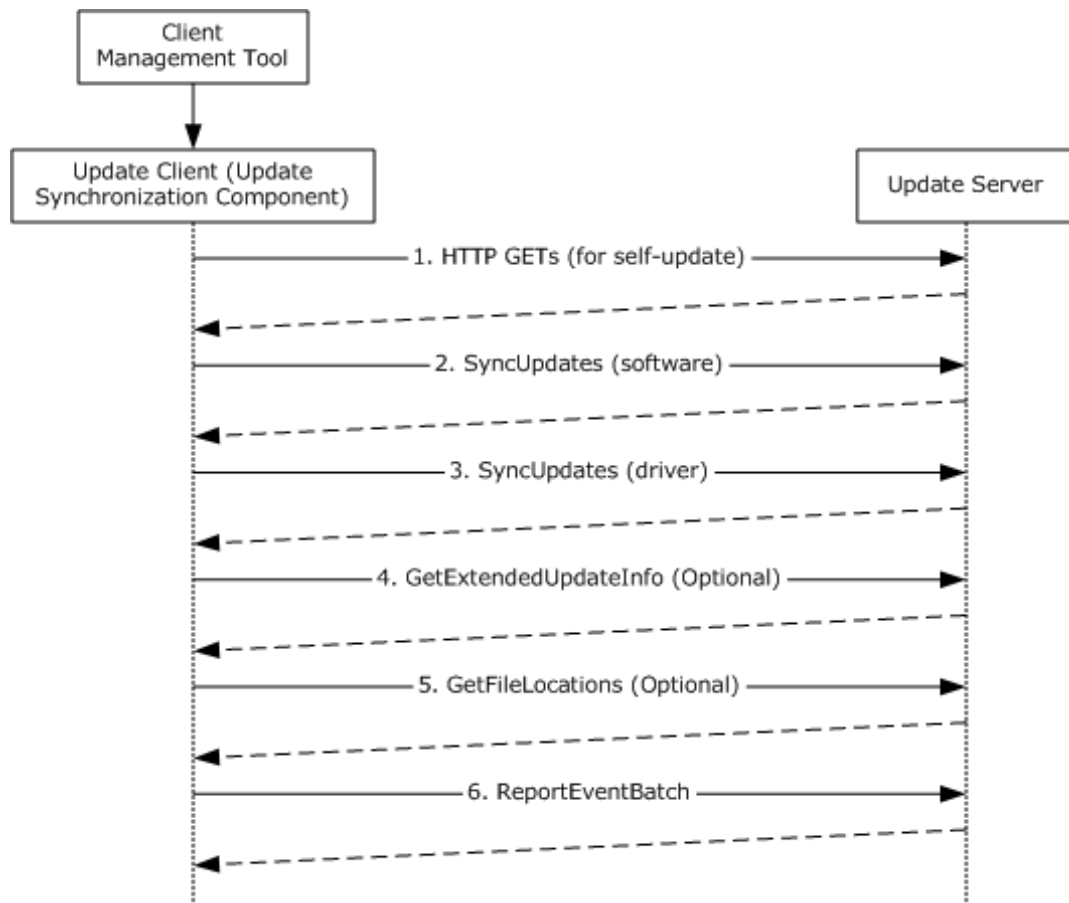 Client
Management Tool
Update Client (Update
Synchronization Component)
Update Server
1. HTTP GETs (for self-update)
2. SyncUpdates (software)
3. SyncUpdates (driver)
4. GetExtendedUpdateInfo (Optional)
5. GetFileLocations (Optional)
6. ReportEventBatch